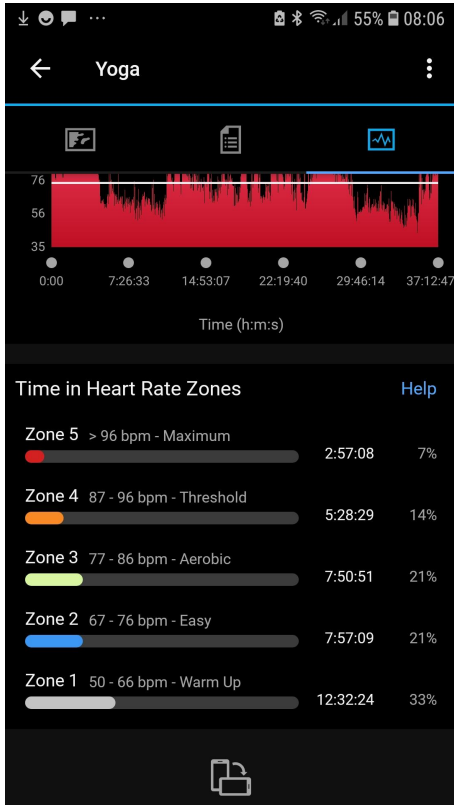 55% 08:06
Yoga
76
56
35
0:00 7:26:33 14:53:07 22:19:40 29:46:14 37:12:47
Time (h:m:s)
Time in Heart Rate Zones Help
Zone 5 > 96 bpm - Maximum
2:57:08 7%
Zone 4 87 - 96 bpm - Threshold
5:28:29 14%
Zone 3 77 - 86 bpm - Aerobic
7:50:51 21%
Zone 2 67 - 76 bpm - Easy
7:57:09 21%
Zone 1 50 - 66 bpm - Warm Up
12:32:24 33%